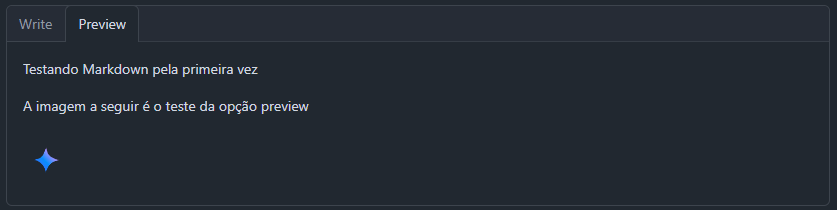 Write Preview
Testando Markdown pela primeira vez
A imagem a seguir é o teste da opção preview